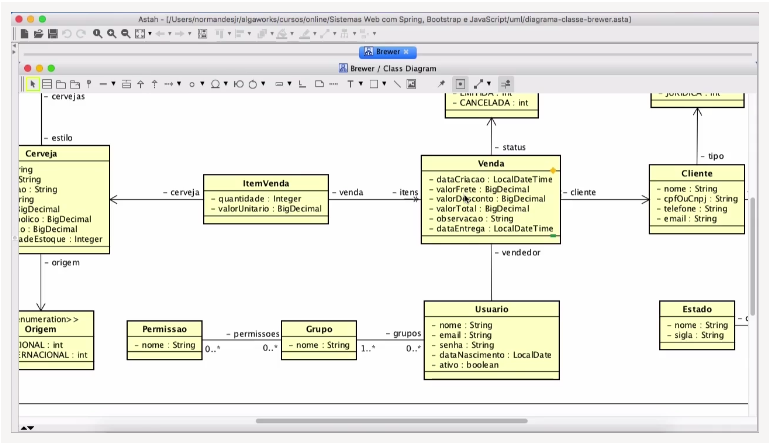 Astah - [/Users/normandesjr/algaworks/cursos/online/Sistemas Web com Spring, Bootstrap e JavaScript/uml/diagrama-classe-brewer.asta]
Brewer
Brewer / Class Diagram
- cervejas
- estilo
Cerveja
ring
String
ao : String
String
BigDecimal
olico : BigDecimal
o : BigDecimal
adeEstoque : Integer
- origem
enumeration>>
Origem
IONAL : int
ERNACIONAL : int
- cerveja
ItemVenda
- quantidade : Integer
- valorUnitario : BigDecimal
- venda
- itens
- EMITIDA : int
- CANCELADA : int
- status
Venda
- dataCriacao : LocalDateTime
- valorFrete : BigDecimal
- valorDesconto : BigDecimal
- valorTotal : BigDecimal
- observacao : String
- dataEntrega : LocalDateTime
- cliente
- JURIDICA : int
- tipo
Cliente
- nome : String
- cpfOuCnpj : String
- telefone : String
- email : String
- vendedor
Permissao
- nome : String
- permissoes
0..*
0..*
Grupo
- nome : String
- grupos
1..*
0..*
Usuario
- nome : String
- email : String
- senha : String
- dataNascimento : LocalDate
- ativo : boolean
Estado
- nome : String
- sigla : String